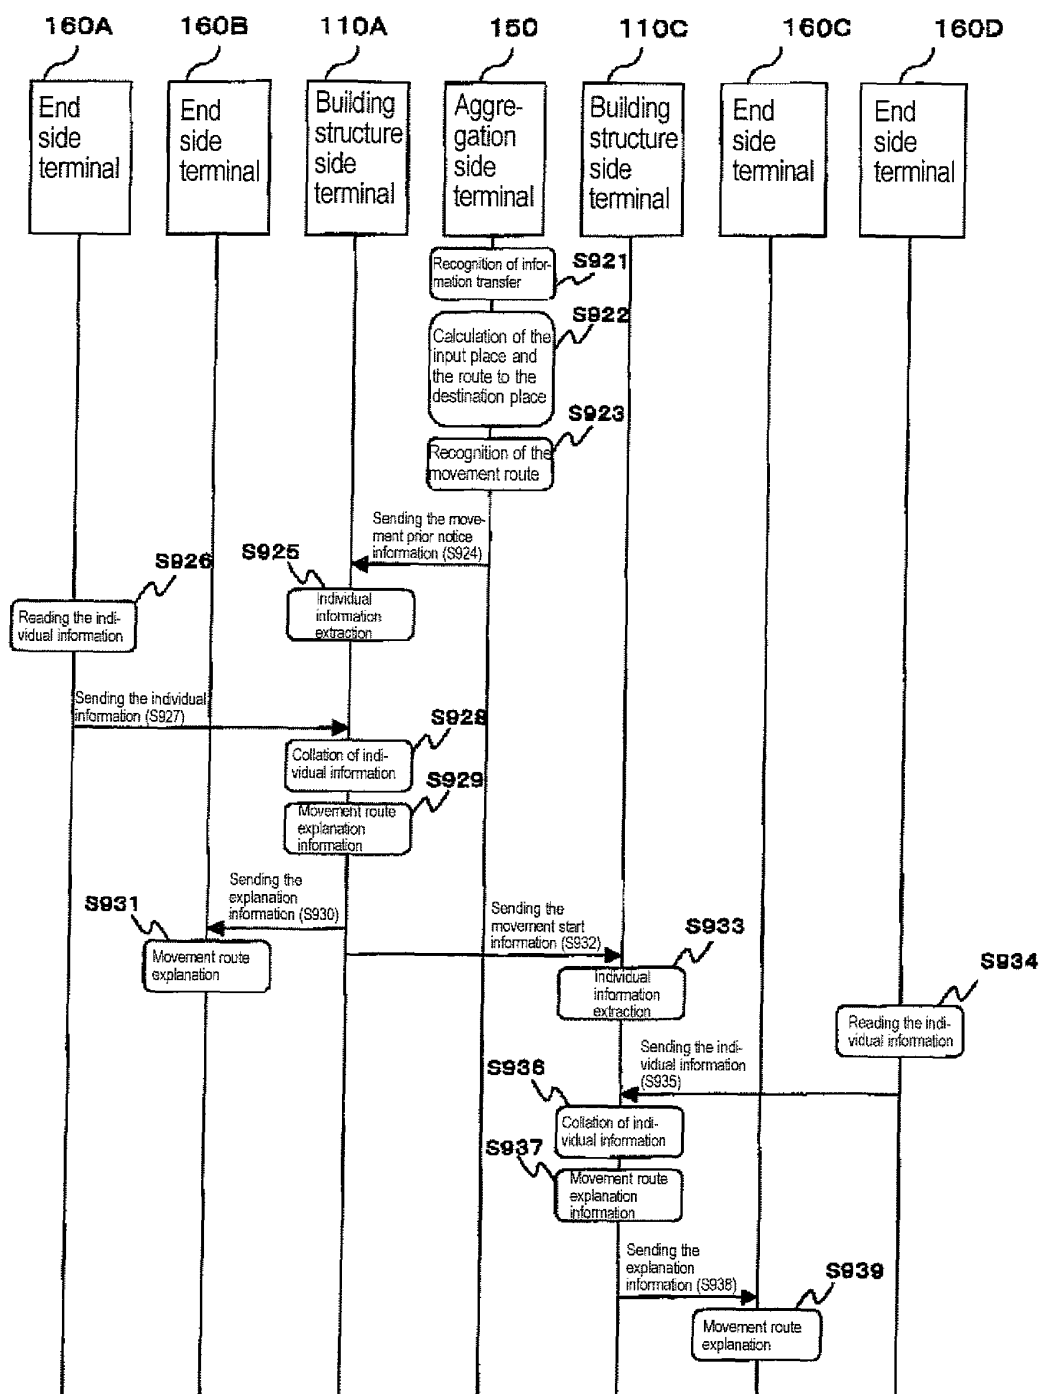 160A
160B
110A
150
110C
160C
160D
End
side
terminal
End
side
terminal
Building
structure
side
terminal
Aggre-
gation
side
terminal
Building
structure
side
terminal
End
side
terminal
End
side
terminal
Recognition of infor-
mation transfer
S921
S922
Calculation of the
input place and
the route to the
destination place
S923
Recognition of the
movement route
Sending the move-
ment prior notice
information (S924)
S925
Individual
information
extraction
S926
Reading the indi-
vidual information
Sending the individual
information (S927)
S928
Collation of indi-
vidual information
S929
Movement route
explanation
information
Sending the
explanation
information (S930)
S931
Movement route
explanation
Sending the
movement start
information (S932)
S933
Individual
information
extraction
S934
Reading the indi-
vidual information
Sending the indi-
vidual information
(S935)
S936
Collation of indi-
vidual information
S937
Movement route
explanation
information
Sending the
explanation
information (S938)
S939
Movement route
explanation